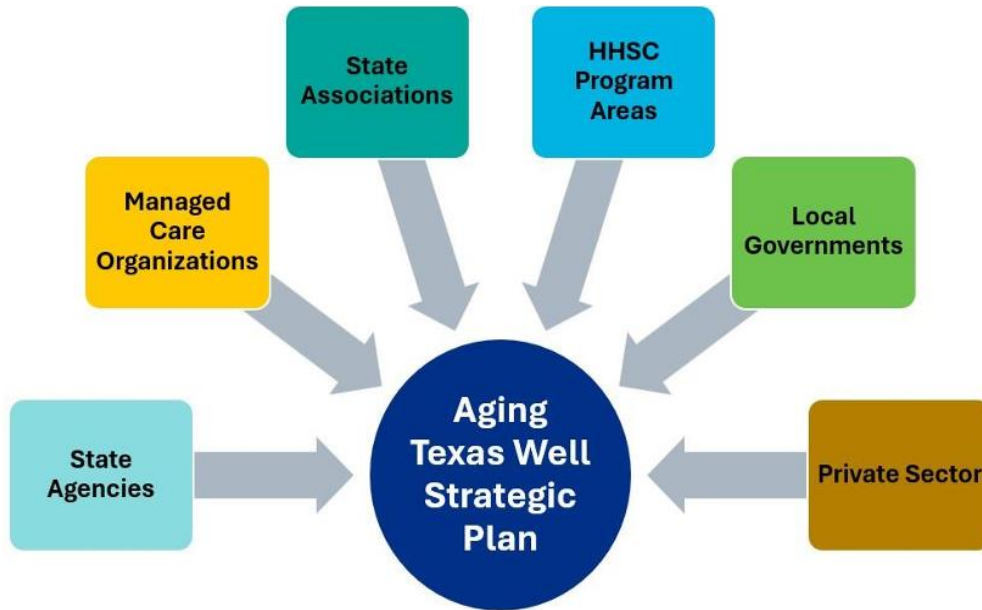 State
Associations
HHSC
Program
Areas
Managed
Care
Organizations
Local
Governments
State
Agencies
Aging
Texas Well
Strategic
Plan
Private Sector